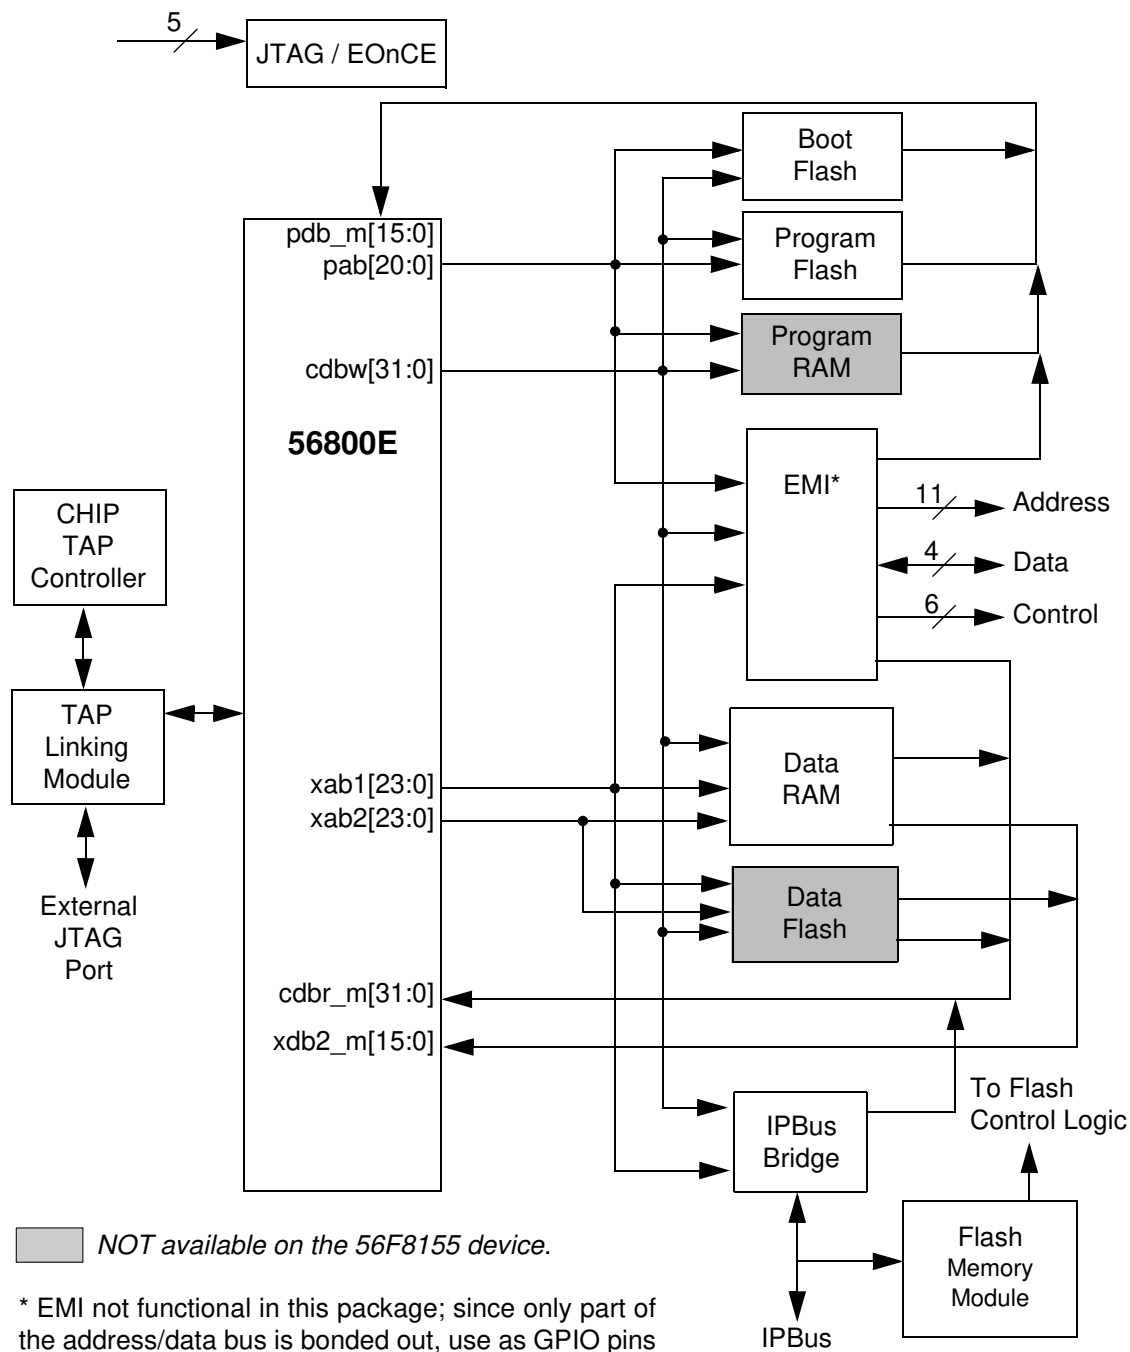 5
JTAG / EOnCE
Boot
Flash
pdb_m[15:0]
pab[20:0]
Program
Flash
cdbw[31:0]
Program
RAM
56800E
EMI*
11
Address
4
Data
6
Control
CHIP
TAP
Controller
TAP
Linking
Module
External
JTAG
Port
xab1[23:0]
xab2[23:0]
Data
RAM
Data
Flash
cdbr_m[31:0]
xdb2_m[15:0]
To Flash
Control Logic
IPBus
Bridge
Flash
Memory
Module
IPBus
NOT available on the 56F8155 device.
* EMI not functional in this package; since only part of
the address/data bus is bonded out, use as GPIO pins